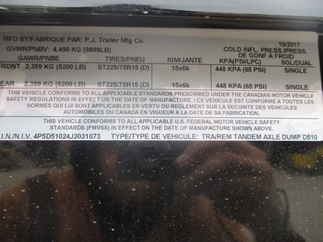 MFG BY/FABRIQUE PAR: P.J. Trailer Mfg. Co.
10/2017
GVWR/PNBV: 4,490 KG (9899LB)
COLD INFL. PRESS./PRESS. DE GONF A FROID
GAWR/PNBE TIRES/PNEU RIM/JANTE KPA(PSI/LPC) SGL/DUAL
2,359 KG (5200 LB) ST225/75R15 (D) 15x6k 448 KPA (65 PSI) SINGLE
2,359 KG (5200 LB) ST225/75R15 (D) 15x6k 448 KPA (65 PSI) SINGLE
THIS VEHICLE CONFORMS TO ALL APPLICABLE STANDARDS PRESCRIBED UNDER THE CANADIAN MOTOR VEHICLE
SAFETY REGULATIONS IN EFFECT ON THE DATE OF MANUFACTURE / CE VEHICULE EST CONFORME A TOUTES LES
NORMES QUI LUI SONT APPLICABLES EN VERTU DU REGLEMENT SUR LA SECURITE DES VEHICULES
AUTOMOBILES DU CANADA EN VIGUEUR A LA DATE DE SA FABRICATION.
THIS VEHICLE CONFORMS TO ALL APPLICABLE U.S. FEDERAL MOTOR VEHICLE SAFETY
STANDARDS (FMVSS) IN EFFECT ON THE DATE OF MANUFACTURE SHOWN ABOVE.
I.N./N.I.V. 4P5D51024J3031673 TYPE/TYPE DE VEHICULE: TRA/REM TANDEM AXLE DUMP D510